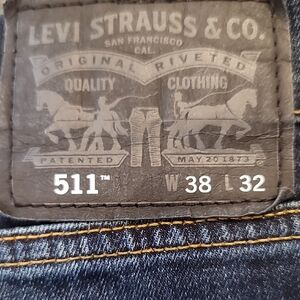 LEVI STRAUSS & CO.
SAN FRANCISCO
CAL.
ORIGINAL RIVETED
QUALITY CLOTHING
PATENTED MAY 20 1873
511™ W 38 L 32